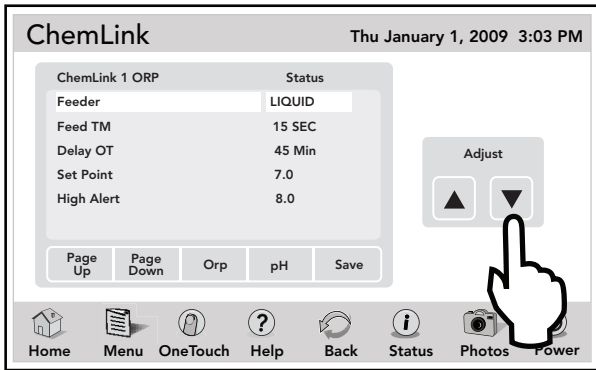 ChemLink Thu January 1, 2009 3:03 PM
ChemLink 1 ORP Status
Feeder LIQUID
Feed TM 15 SEC
Delay OT 45 Min
Set Point 7.0
High Alert 8.0
Adjust
Page Up Page Down Orp pH Save
Home Menu OneTouch Help Back Status Photos Power